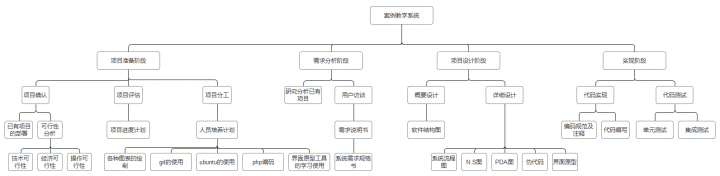 案例教学系统
项目准备阶段
需求分析阶段
项目设计阶段
实现阶段
项目确认
项目评估
项目分工
研究分析已有
项目
用户访谈
概要设计
详细设计
代码实现
代码测试
已有项目
的部署
可行性
分析
项目进度计划
人员培养计划
需求说明书
软件结构图
编码规范及
注释
代码编写
单元测试
集成测试
技术可
行性
经济可
行性
操作可
行性
各种图表的绘
制
git的使用
ubuntu的使用
php编码
界面原型工具
的学习使用
系统需求规格
书
系统流程
图
N S图
PDA图
伪代码
界面原型